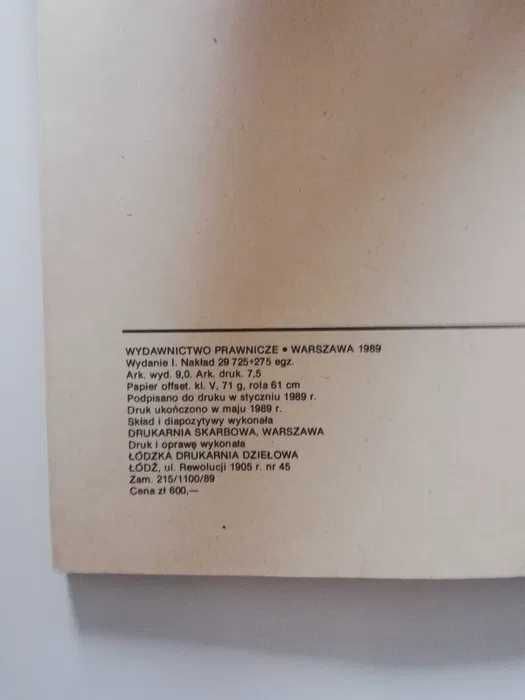 WYDAWNICTWO PRAWNICZE • WARSZAWA 1989
Wydanie I. Nakład 29 725+275 egz.
Ark. wyd. 9,0. Ark. druk. 7,5
Papier offset. kl. V, 71 g, rola 61 cm
Podpisano do druku w styczniu 1989 r.
Druk ukończono w maju 1989 r.
Skład i diapozytywy wykonała
DRUKARNIA SKARBOWA, WARSZAWA
Druk i oprawę wykonała
ŁÓDZKA DRUKARNIA DZIEŁOWA
ŁÓDŹ, ul. Rewolucji 1905 r. nr 45
Zam. 215/1100/89
Cena zł 600,—